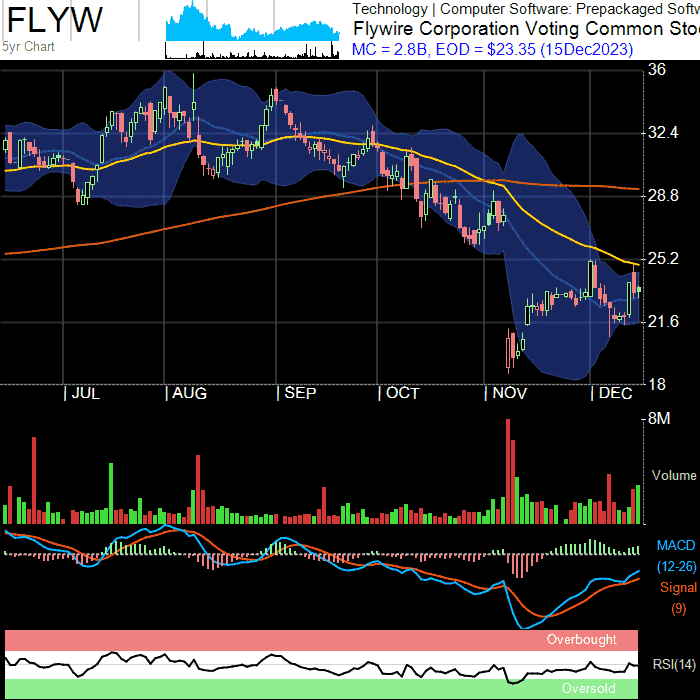 FLYW
5yr Chart
Technology | Computer Software: Prepackaged Softw
Flywire Corporation Voting Common Sto
MC = 2.8B, EOD = $23.35 (15Dec2023)
36
32.4
28.8
25.2
21.6
18
| JUL | AUG | SEP | OCT | NOV | DEC
8M
Volume
MACD
(12-26)
Signal
(9)
Overbought
RSI(14)
Oversold